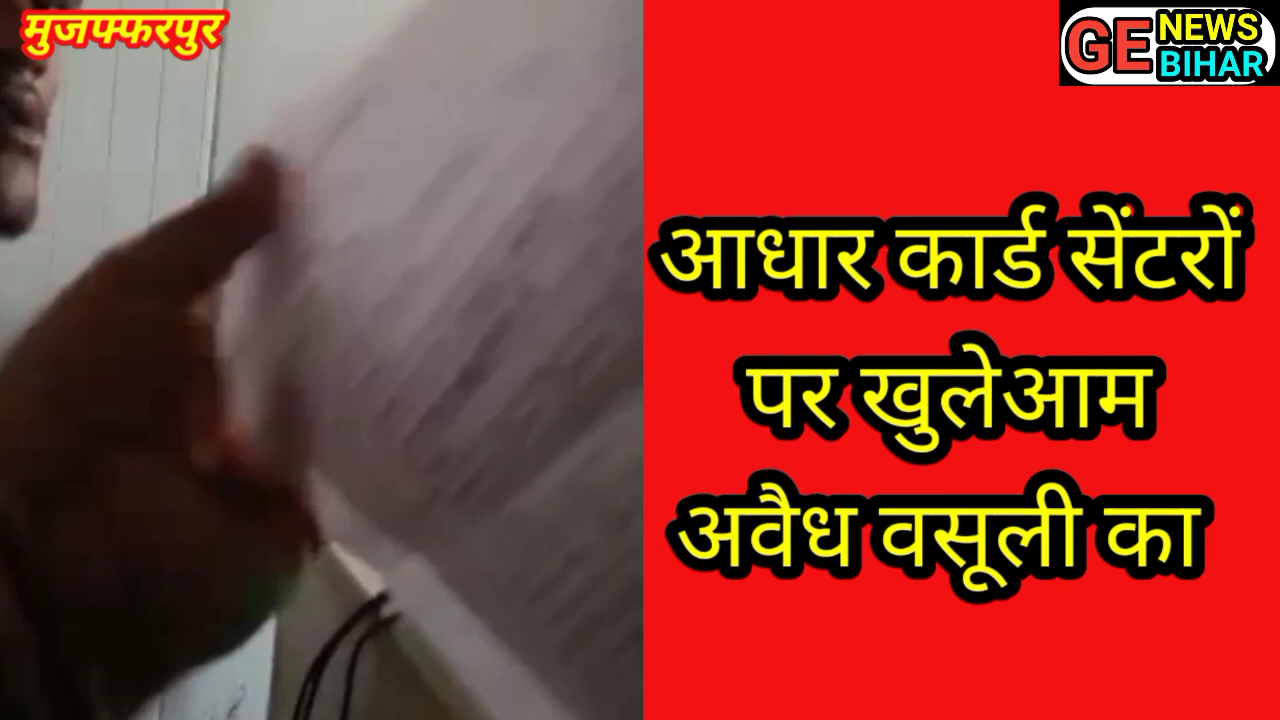 मुजफ्फरपुर
GE NEWS
BIHAR
आधार कार्ड सेंटरों
पर खुलेआम
अवैध वसूली का